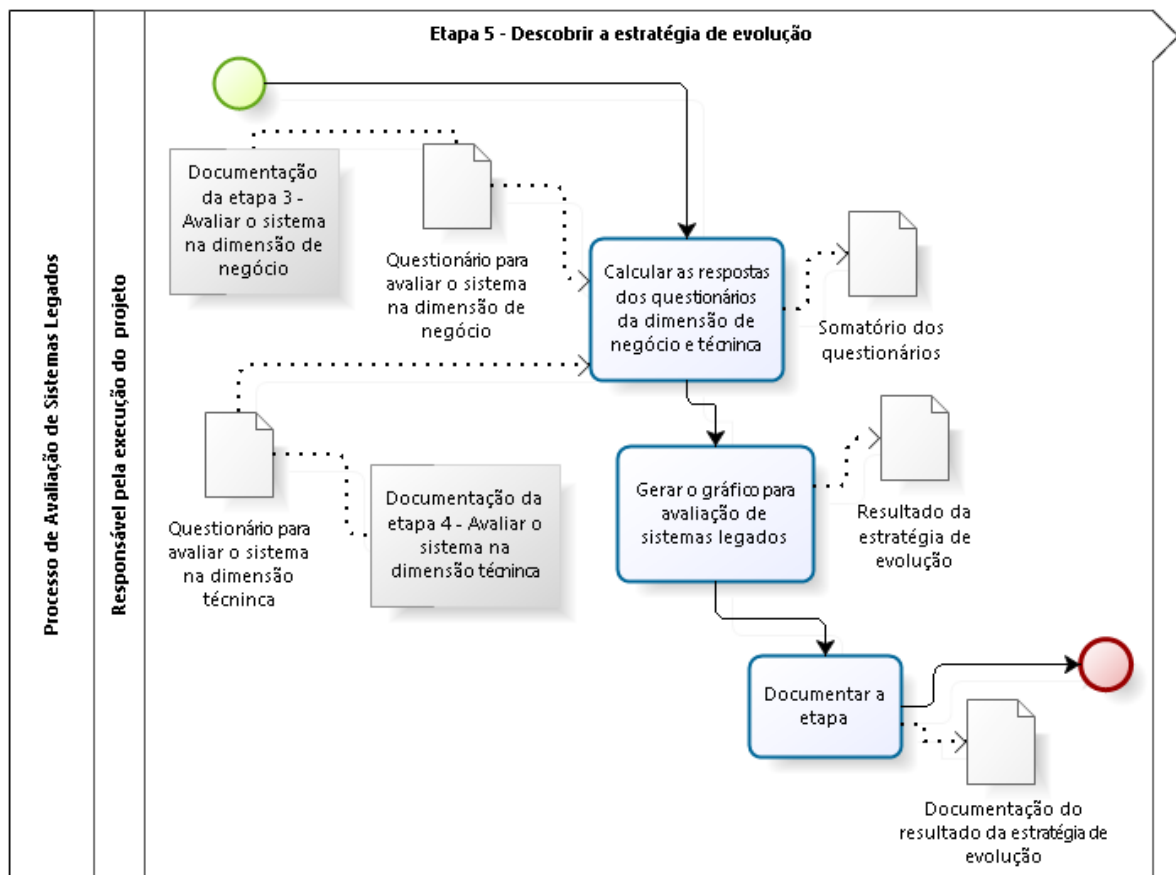 Etapa 5 - Descobrir a estratégia de evolução
Processo de Avaliação de Sistemas Legados
Responsável pela execução do projeto
Documentação
da etapa 3 -
Avaliar o sistema
na dimensão de
negócio
Questionário para
avaliar o sistema
na dimensão de
negócio
Calcular as respostas
dos questionários
da dimensão de
negócio e técninca
Somatório dos
questionários
Questionário para
avaliar o sistema
na dimensão
técninca
Documentação da
etapa 4 - Avaliar o
sistema na
dimensão técninca
Gerar o gráfico para
avaliação de
sistemas legados
Resultado da
estratégia de
evolução
Documentar a
etapa
Documentação do
resultado da estratégia de
evolução